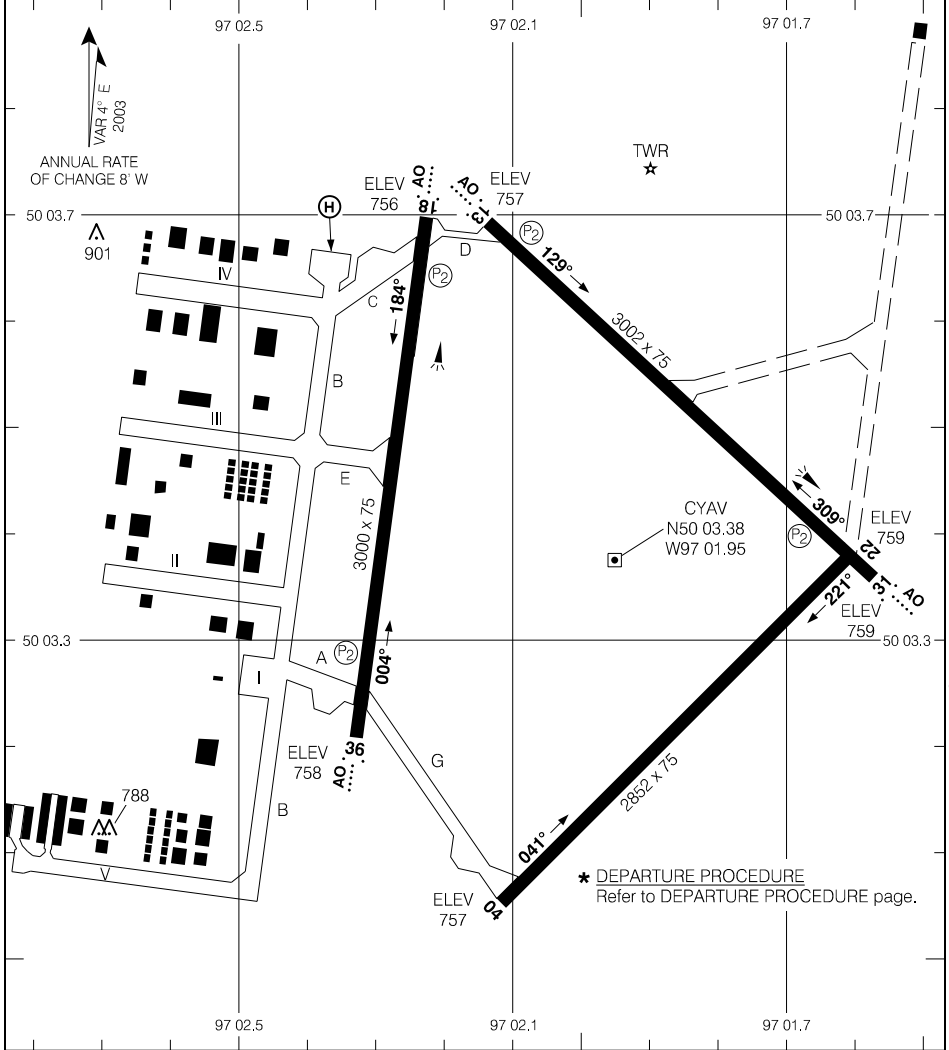 97 02.5
97 02.1
97 01.7
VAR 4° E
2003
ANNUAL RATE
OF CHANGE 8' W
TWR
AO
ELEV
756
18
AO
ELEV
757
13
H
50 03.7
50 03.7
901
P2
D
IV
129°
P2
C
184°
3002 x 75
B
III
E
309°
CYAV
N50 03.38
W97 01.95
3000 x 75
P2
ELEV
759
22
II
221°
31
AO
ELEV
759
50 03.3
50 03.3
A
P2
004°
I
36
ELEV
758
AO
G
2852 x 75
788
B
041°
V
* DEPARTURE PROCEDURE
Refer to DEPARTURE PROCEDURE page.
ELEV
757
04
97 02.5
97 02.1
97 01.7